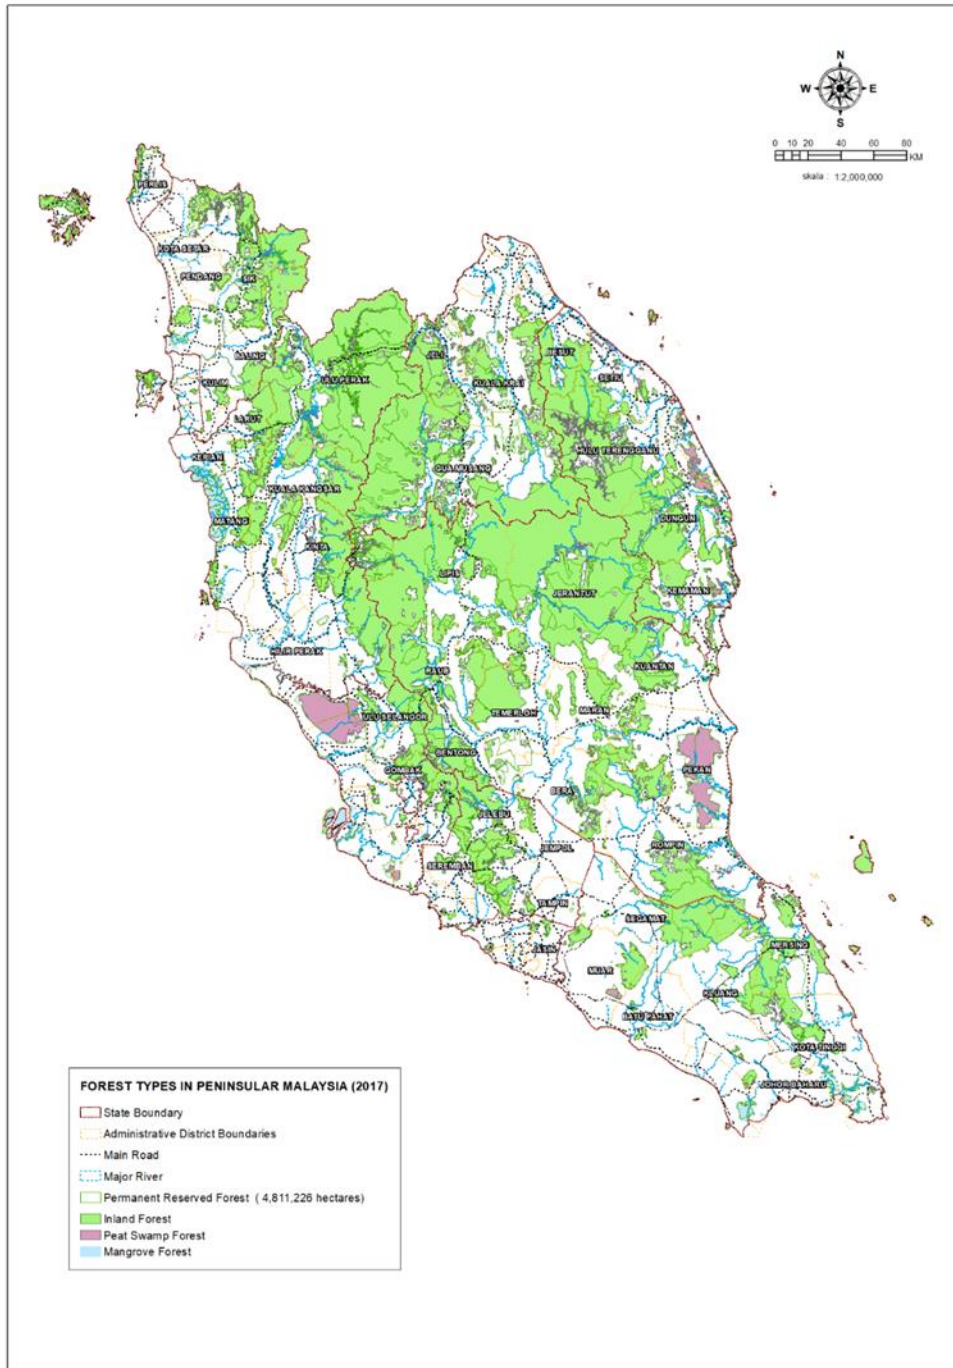 N
W E
S
0 10 20 40 60 80
KM
skala : 1:2,000,000
PERLIS
KOTA SETAR
PENDANG
SIK
BALING
KULIM
ULU PERAK
JELI
KUALA KRAI
BESUT
SETIU
LARUT
KERIAN
HULU TERENGGANU
GUA MUSANG
KUALA KANGSAR
MATANG
DUNGUN
KINTA
LIPIS
JERANTUT
KEMAMAN
HILIR PERAK
RAUB
KUANTAN
ULU SELANGOR
TEMERLOH
MARAN
BENTONG
GOMBAK
PEKAN
BERA
JELEBU
JEMPOL
ROMPIN
SEREMBAN
TAMPIN
SEGAMAT
JASIN
MERSING
MUAR
KLUANG
BATU PAHAT
KOTA TINGGI
JOHOR BAHARU
FOREST TYPES IN PENINSULAR MALAYSIA (2017)
State Boundary
Administrative District Boundaries
Main Road
Major River
Permanent Reserved Forest ( 4,811,226 hectares)
Inland Forest
Peat Swamp Forest
Mangrove Forest